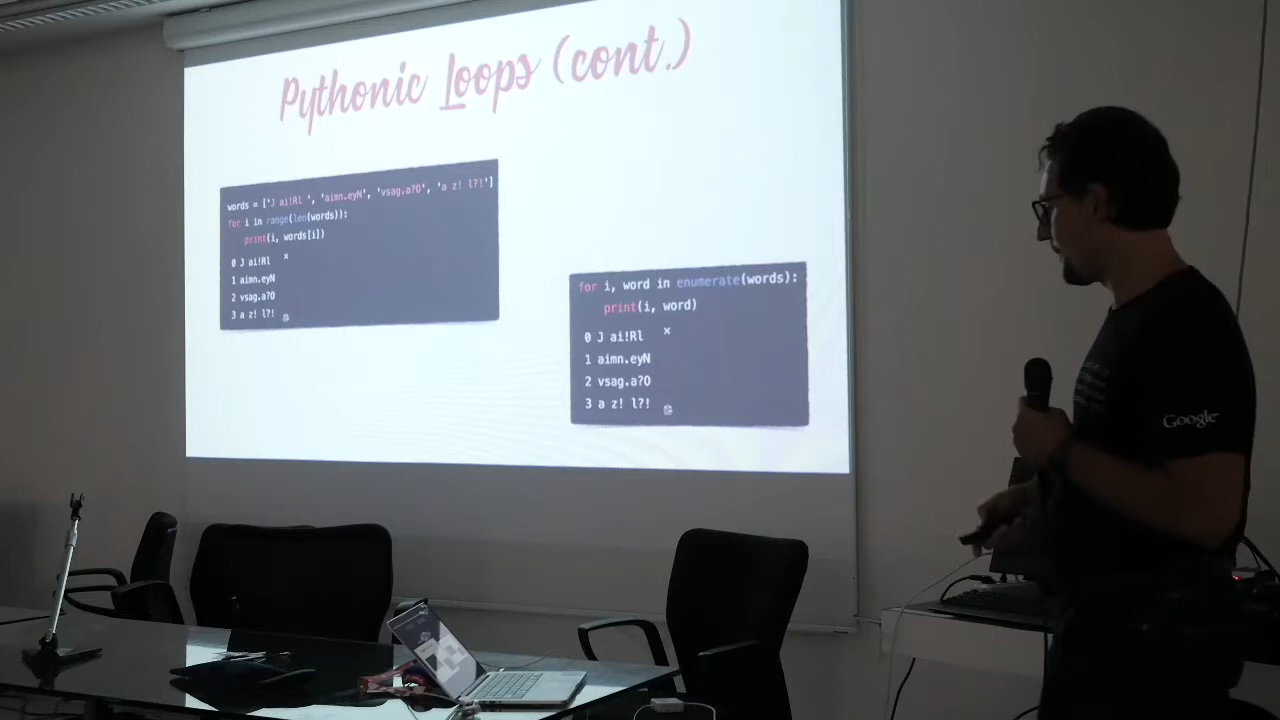 Pythonic Loops (cont.)
words = ['J ai!Rl ', 'aimn.eyN', 'vsag.a?O', 'a z! l?!']
for i in range(len(words)):
print(i, words[i])
0 J ai!Rl
1 aimn.eyN
2 vsag.a?O
3 a z! l?!
for i, word in enumerate(words):
print(i, word)
0 J ai!Rl
1 aimn.eyN
2 vsag.a?O
3 a z! l?!
Google